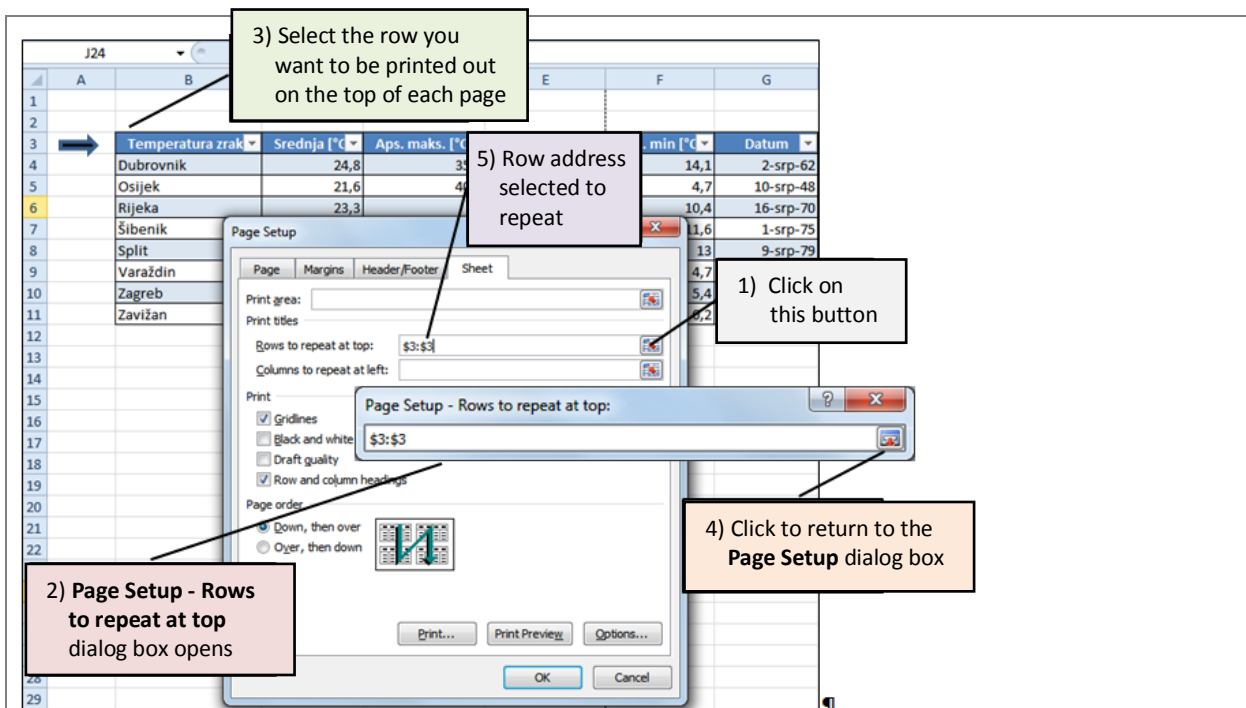 3) Select the row you
want to be printed out
on the top of each page
J24
A B E F G
1
2
3 Temperatura zrak Srednja [°C Aps. maks. [°C min [°C Datum
4 Dubrovnik 24,8 14,1 2-srp-62
5 Osijek 21,6 4,7 10-srp-48
6 Rijeka 23,3 10,4 16-srp-70
7 Šibenik 11,6 1-srp-75
8 Split 13 9-srp-79
9 Varaždin 4,7
10 Zagreb 5,4
11 Zavižan
12
13
14
15
16
17
18
19
20
21
22
28
29
5) Row address
selected to
repeat
1) Click on
this button
Page Setup
Page Margins Header/Footer Sheet
Print area:
Print titles
Rows to repeat at top: $3:$3
Columns to repeat at left:
Print
Gridlines
Black and white
Draft quality
Row and column headings
Page order
Down, then over
Over, then down
Print... Print Preview Options...
OK Cancel
Page Setup - Rows to repeat at top:
$3:$3
4) Click to return to the
Page Setup dialog box
2) Page Setup - Rows
to repeat at top
dialog box opens
¶